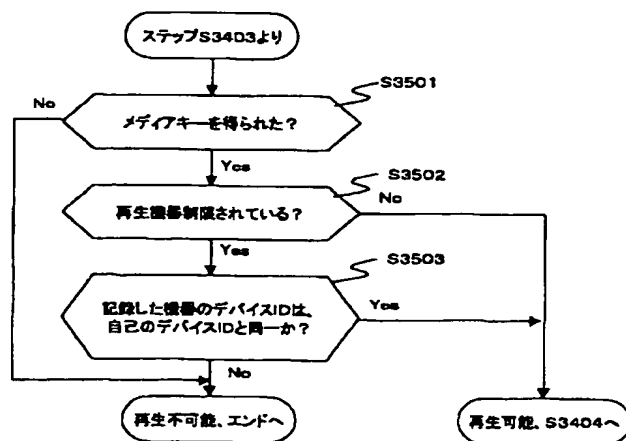 ステップS3403より
S3501
No
メディアキーを得られた？
Yes
S3502
No
再生機器制限されている？
Yes
S3503
記録した機器のデバイスIDは、
自己のデバイスIDと同一か？
Yes
No
再生不可能、エンドへ
再生可能、S3404へ